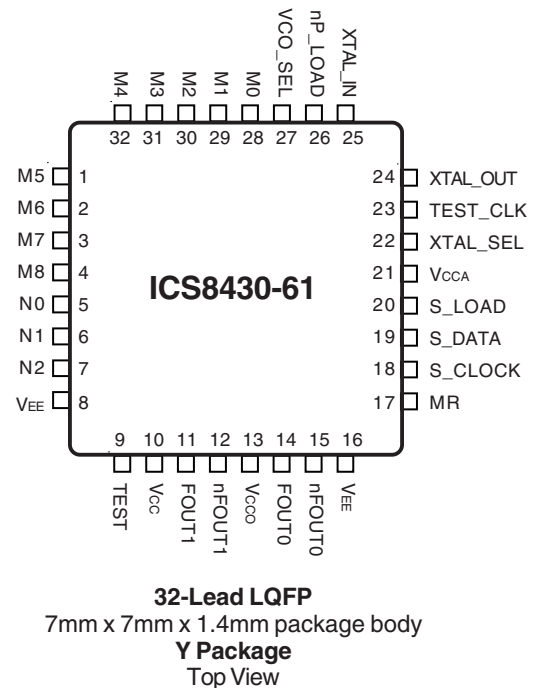 M4 M3 M2 M1 M0 VCO_SEL nP_LOAD XTAL_IN
32 31 30 29 28 27 26 25
M5 1 24 XTAL_OUT
M6 2 23 TEST_CLK
M7 3 22 XTAL_SEL
M8 4 21 VCCA
ICS8430-61
N0 5 20 S_LOAD
N1 6 19 S_DATA
N2 7 18 S_CLOCK
VEE 8 17 MR
9 10 11 12 13 14 15 16
TEST VCC FOUT1 nFOUT1 VCCO FOUT0 nFOUT0 VEE
32-Lead LQFP
7mm x 7mm x 1.4mm package body
Y Package
Top View